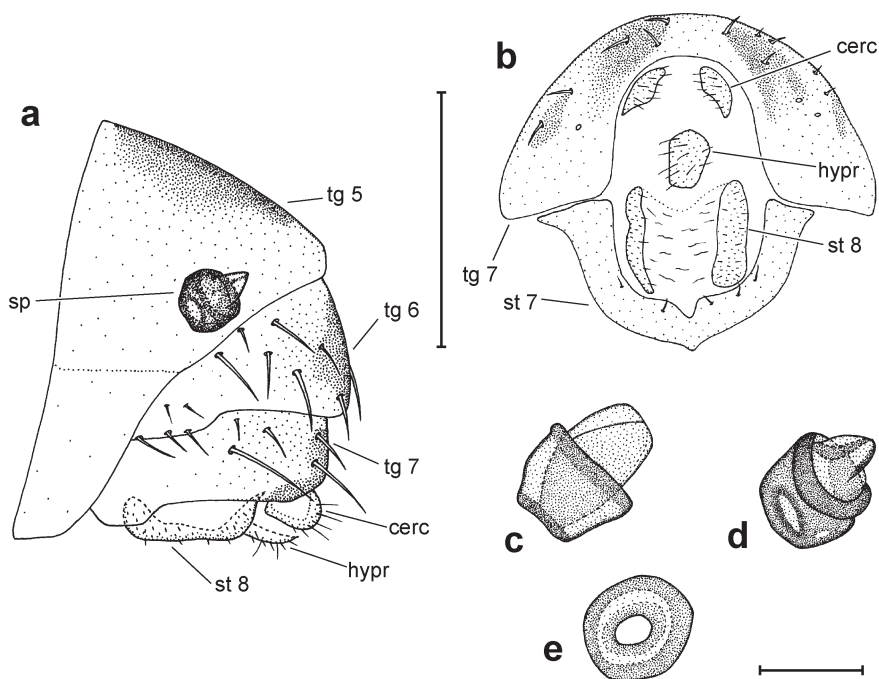 a
tg 5
sp
tg 6
tg 7
cerc
hypr
st 8
b
cerc
hypr
st 8
tg 7
st 7
c
d
e